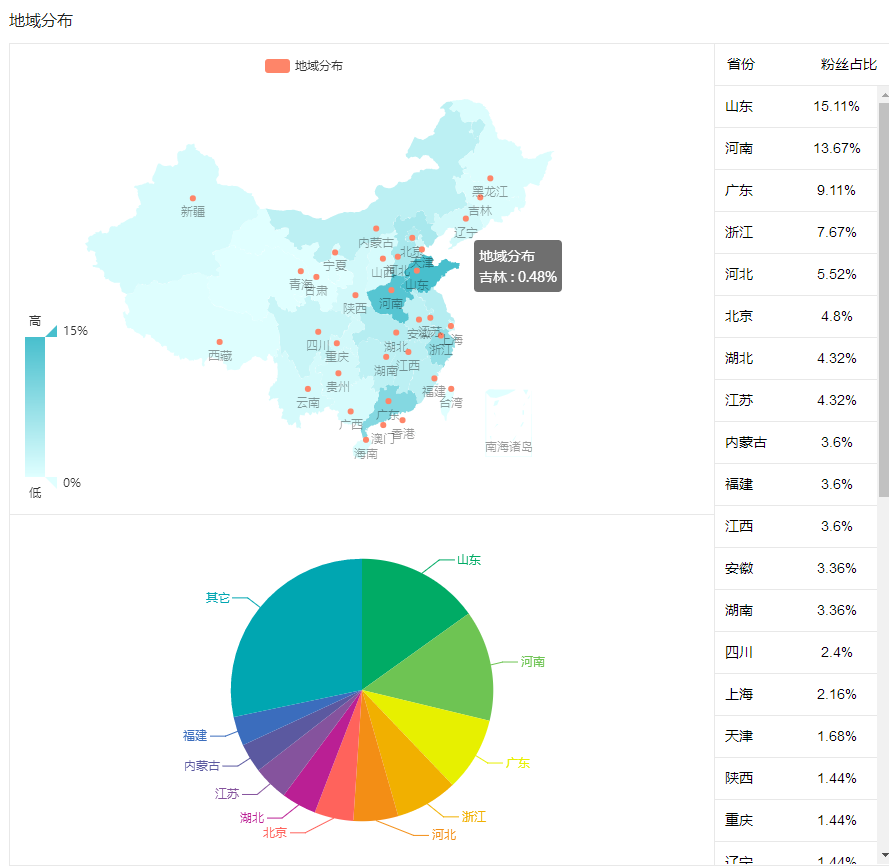 地域分布
地域分布
新疆
黑龙江
吉林
辽宁
内蒙古
北京
天津
宁夏
山西
河北
山东
青海
甘肃
陕西
河南
西藏
四川
重庆
湖北
安徽
江苏
上海
浙江
湖南
江西
贵州
云南
福建
台湾
广西
广东
澳门
香港
海南
南海诸岛
地域分布
吉林 : 0.48%
高
15%
0%
低
山东
其它
河南
广东
福建
内蒙古
江苏
湖北
北京
浙江
河北
省份 粉丝占比
山东 15.11%
河南 13.67%
广东 9.11%
浙江 7.67%
河北 5.52%
北京 4.8%
湖北 4.32%
江苏 4.32%
内蒙古 3.6%
福建 3.6%
江西 3.6%
安徽 3.36%
湖南 3.36%
四川 2.4%
上海 2.16%
天津 1.68%
陕西 1.44%
重庆 1.44%
辽宁 1.44%